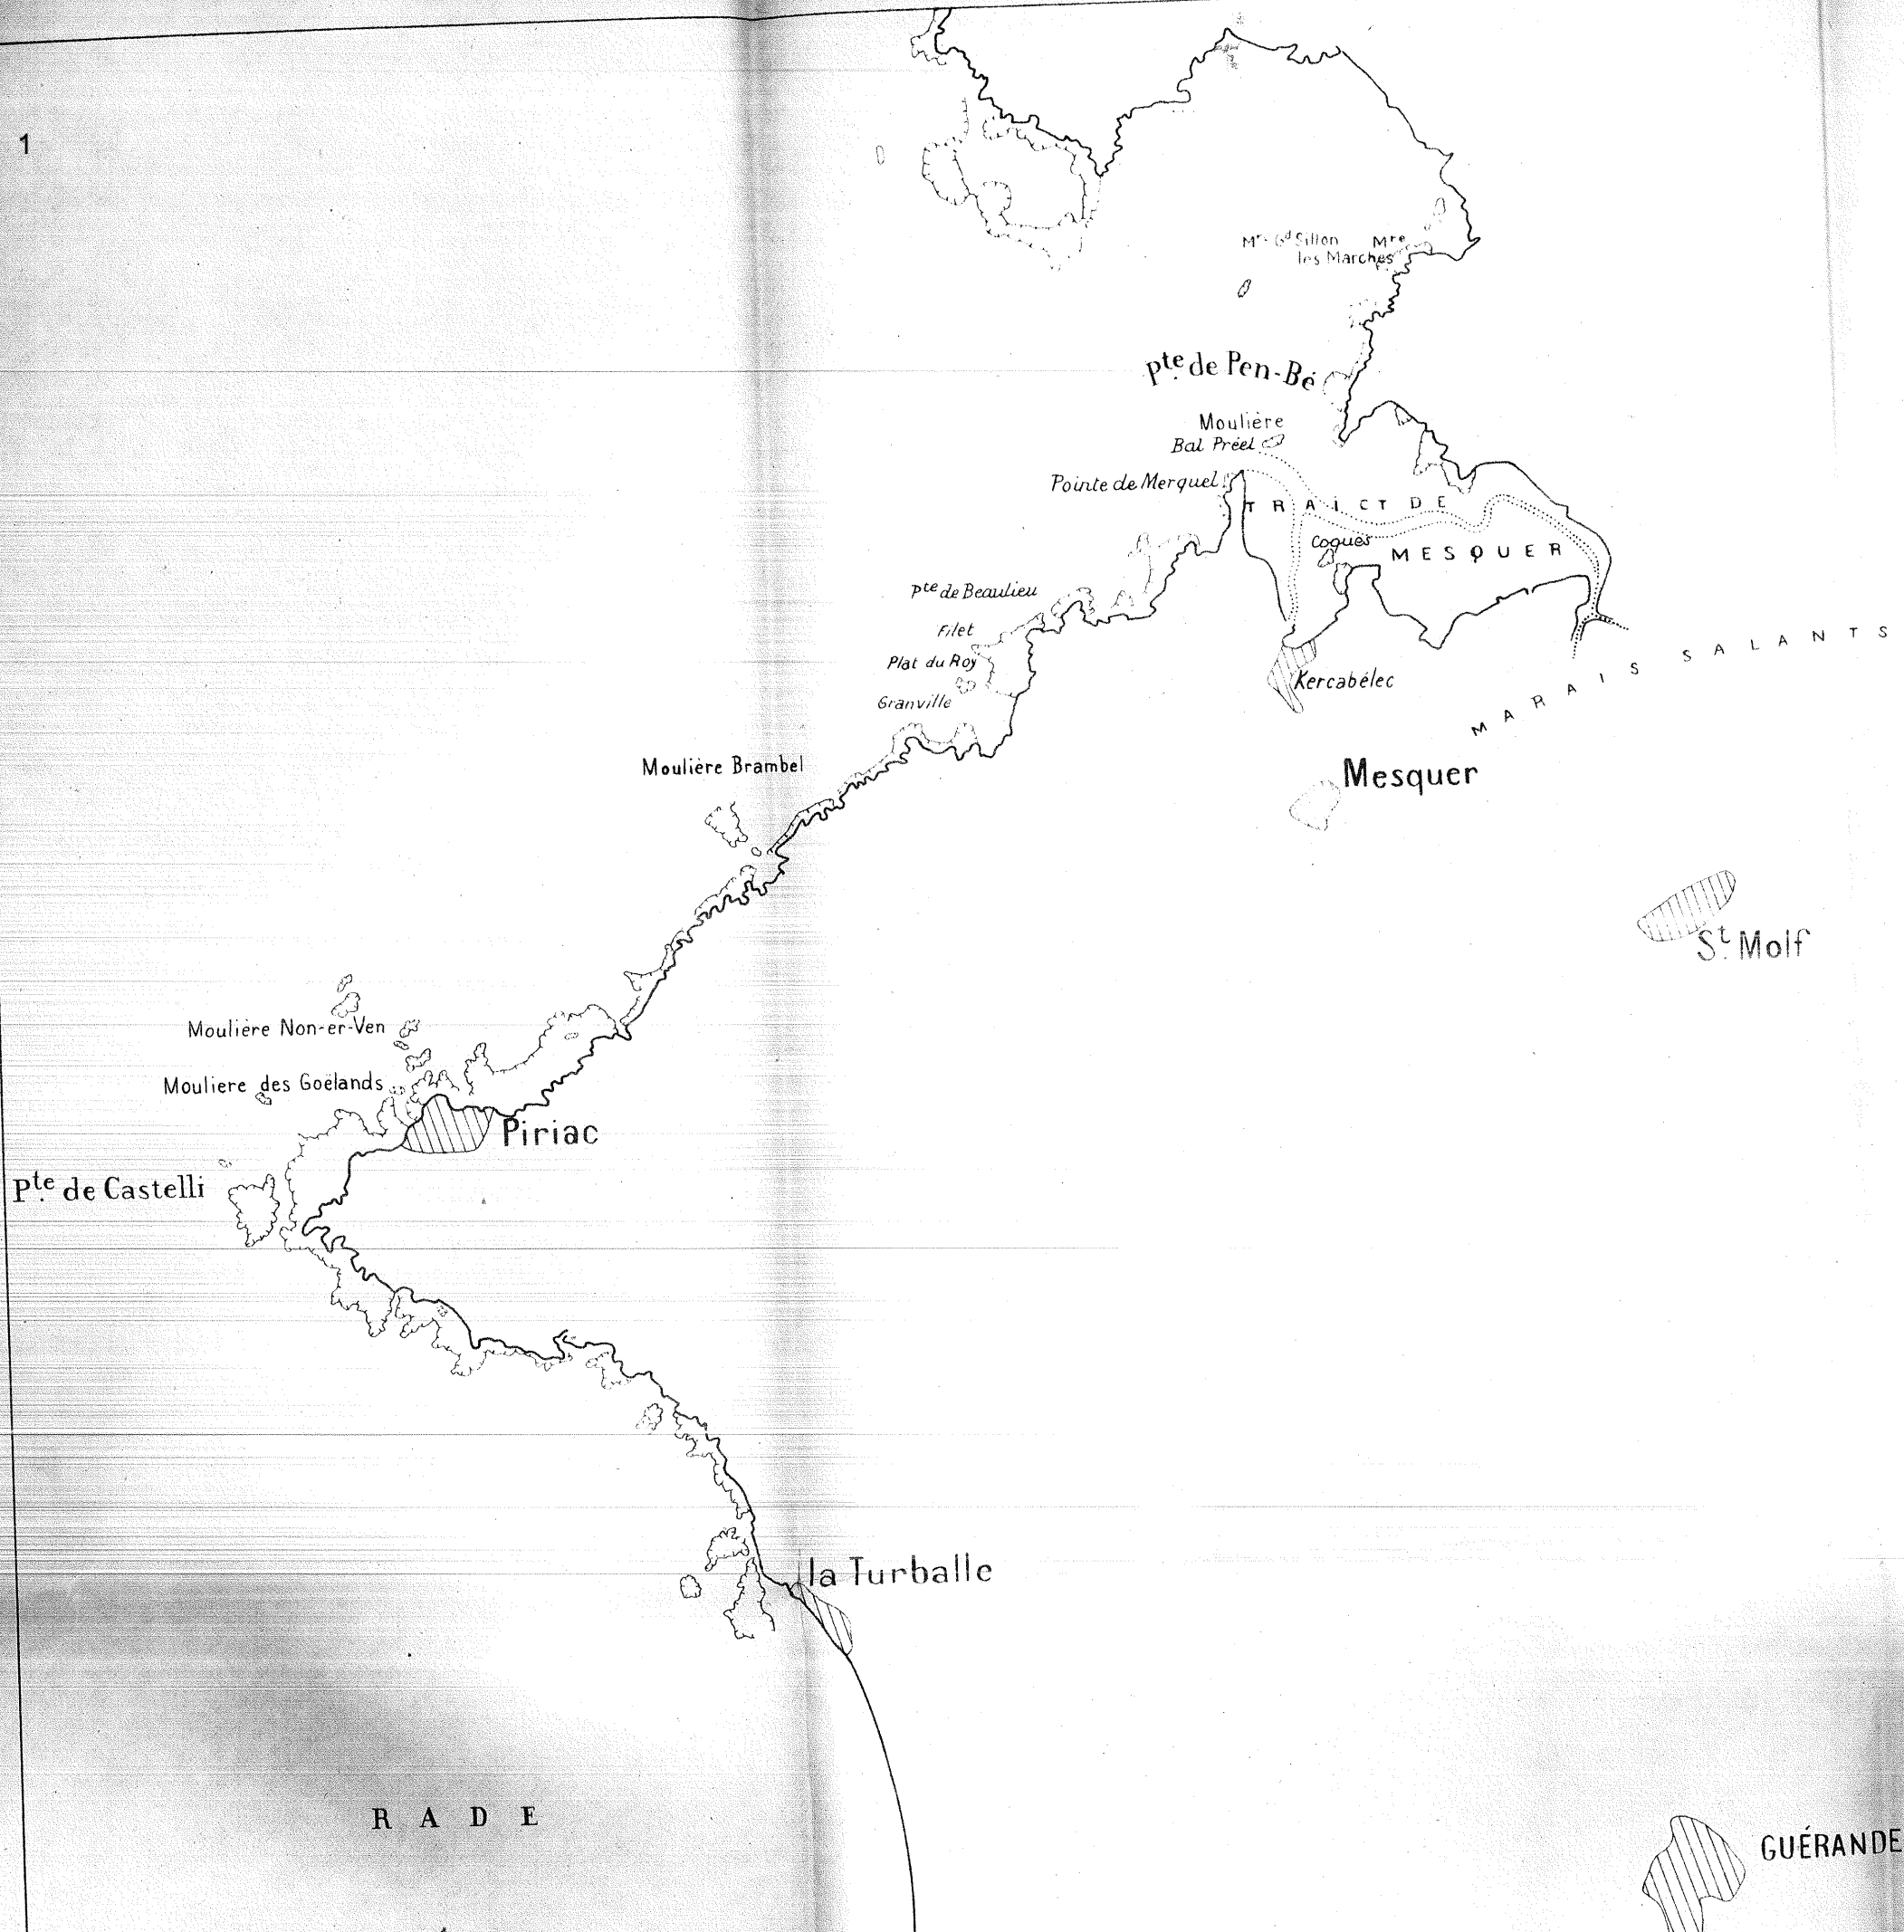 1
Mre Gd Sillon
Mre
les Marches
Pte de Pen-Bé
Moulière
Bal Préel
Pointe de Merquel
TRAICT DE
Coques
MESQUER
Pte de Beaulieu
Filet
Plat du Roy
Granville
Kercabélec
MARAIS SALANTS
Moulière Brambel
Mesquer
St Molf
Moulière Non-er-Ven
Mouliere des Goëlands
Piriac
Pte de Castelli
la Turballe
RADE
GUÉRANDE